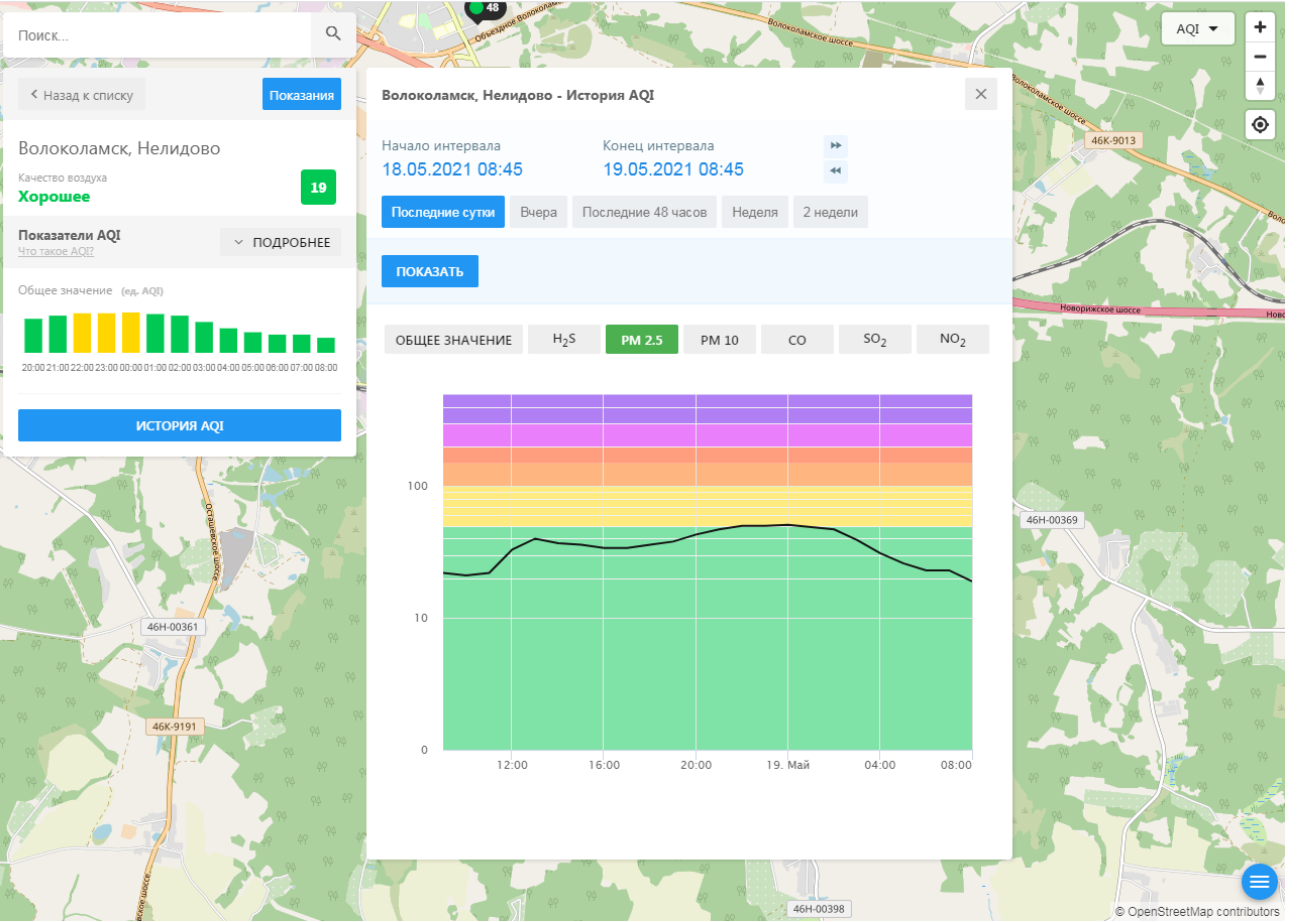 48
Объездное Волоколамского
Волоколамское шоссе
Поиск...
AQI
+
−
Назад к списку
Показания
Волоколамск, Нелидово
Качество воздуха
Хорошее
19
Показатели AQI
Что такое AQI?
ПОДРОБНЕЕ
Общее значение (ед. AQI)
20:00 21:00 22:00 23:00 00:00 01:00 02:00 03:00 04:00 05:00 06:00 07:00 08:00
ИСТОРИЯ AQI
Волоколамск, Нелидово - История AQI
Начало интервала
Конец интервала
18.05.2021 08:45
19.05.2021 08:45
Последние сутки
Вчера
Последние 48 часов
Неделя
2 недели
ПОКАЗАТЬ
ОБЩЕЕ ЗНАЧЕНИЕ
H₂S
PM 2.5
PM 10
CO
SO₂
NO₂
100
10
0
12:00 16:00 20:00 19. Май 04:00 08:00
Волоколамское шоссе
46К-9013
Новорижское шоссе
Ново
46Н-00369
Осташевское шоссе
46Н-00361
46К-9191
46Н-00398
© OpenStreetMap contributors